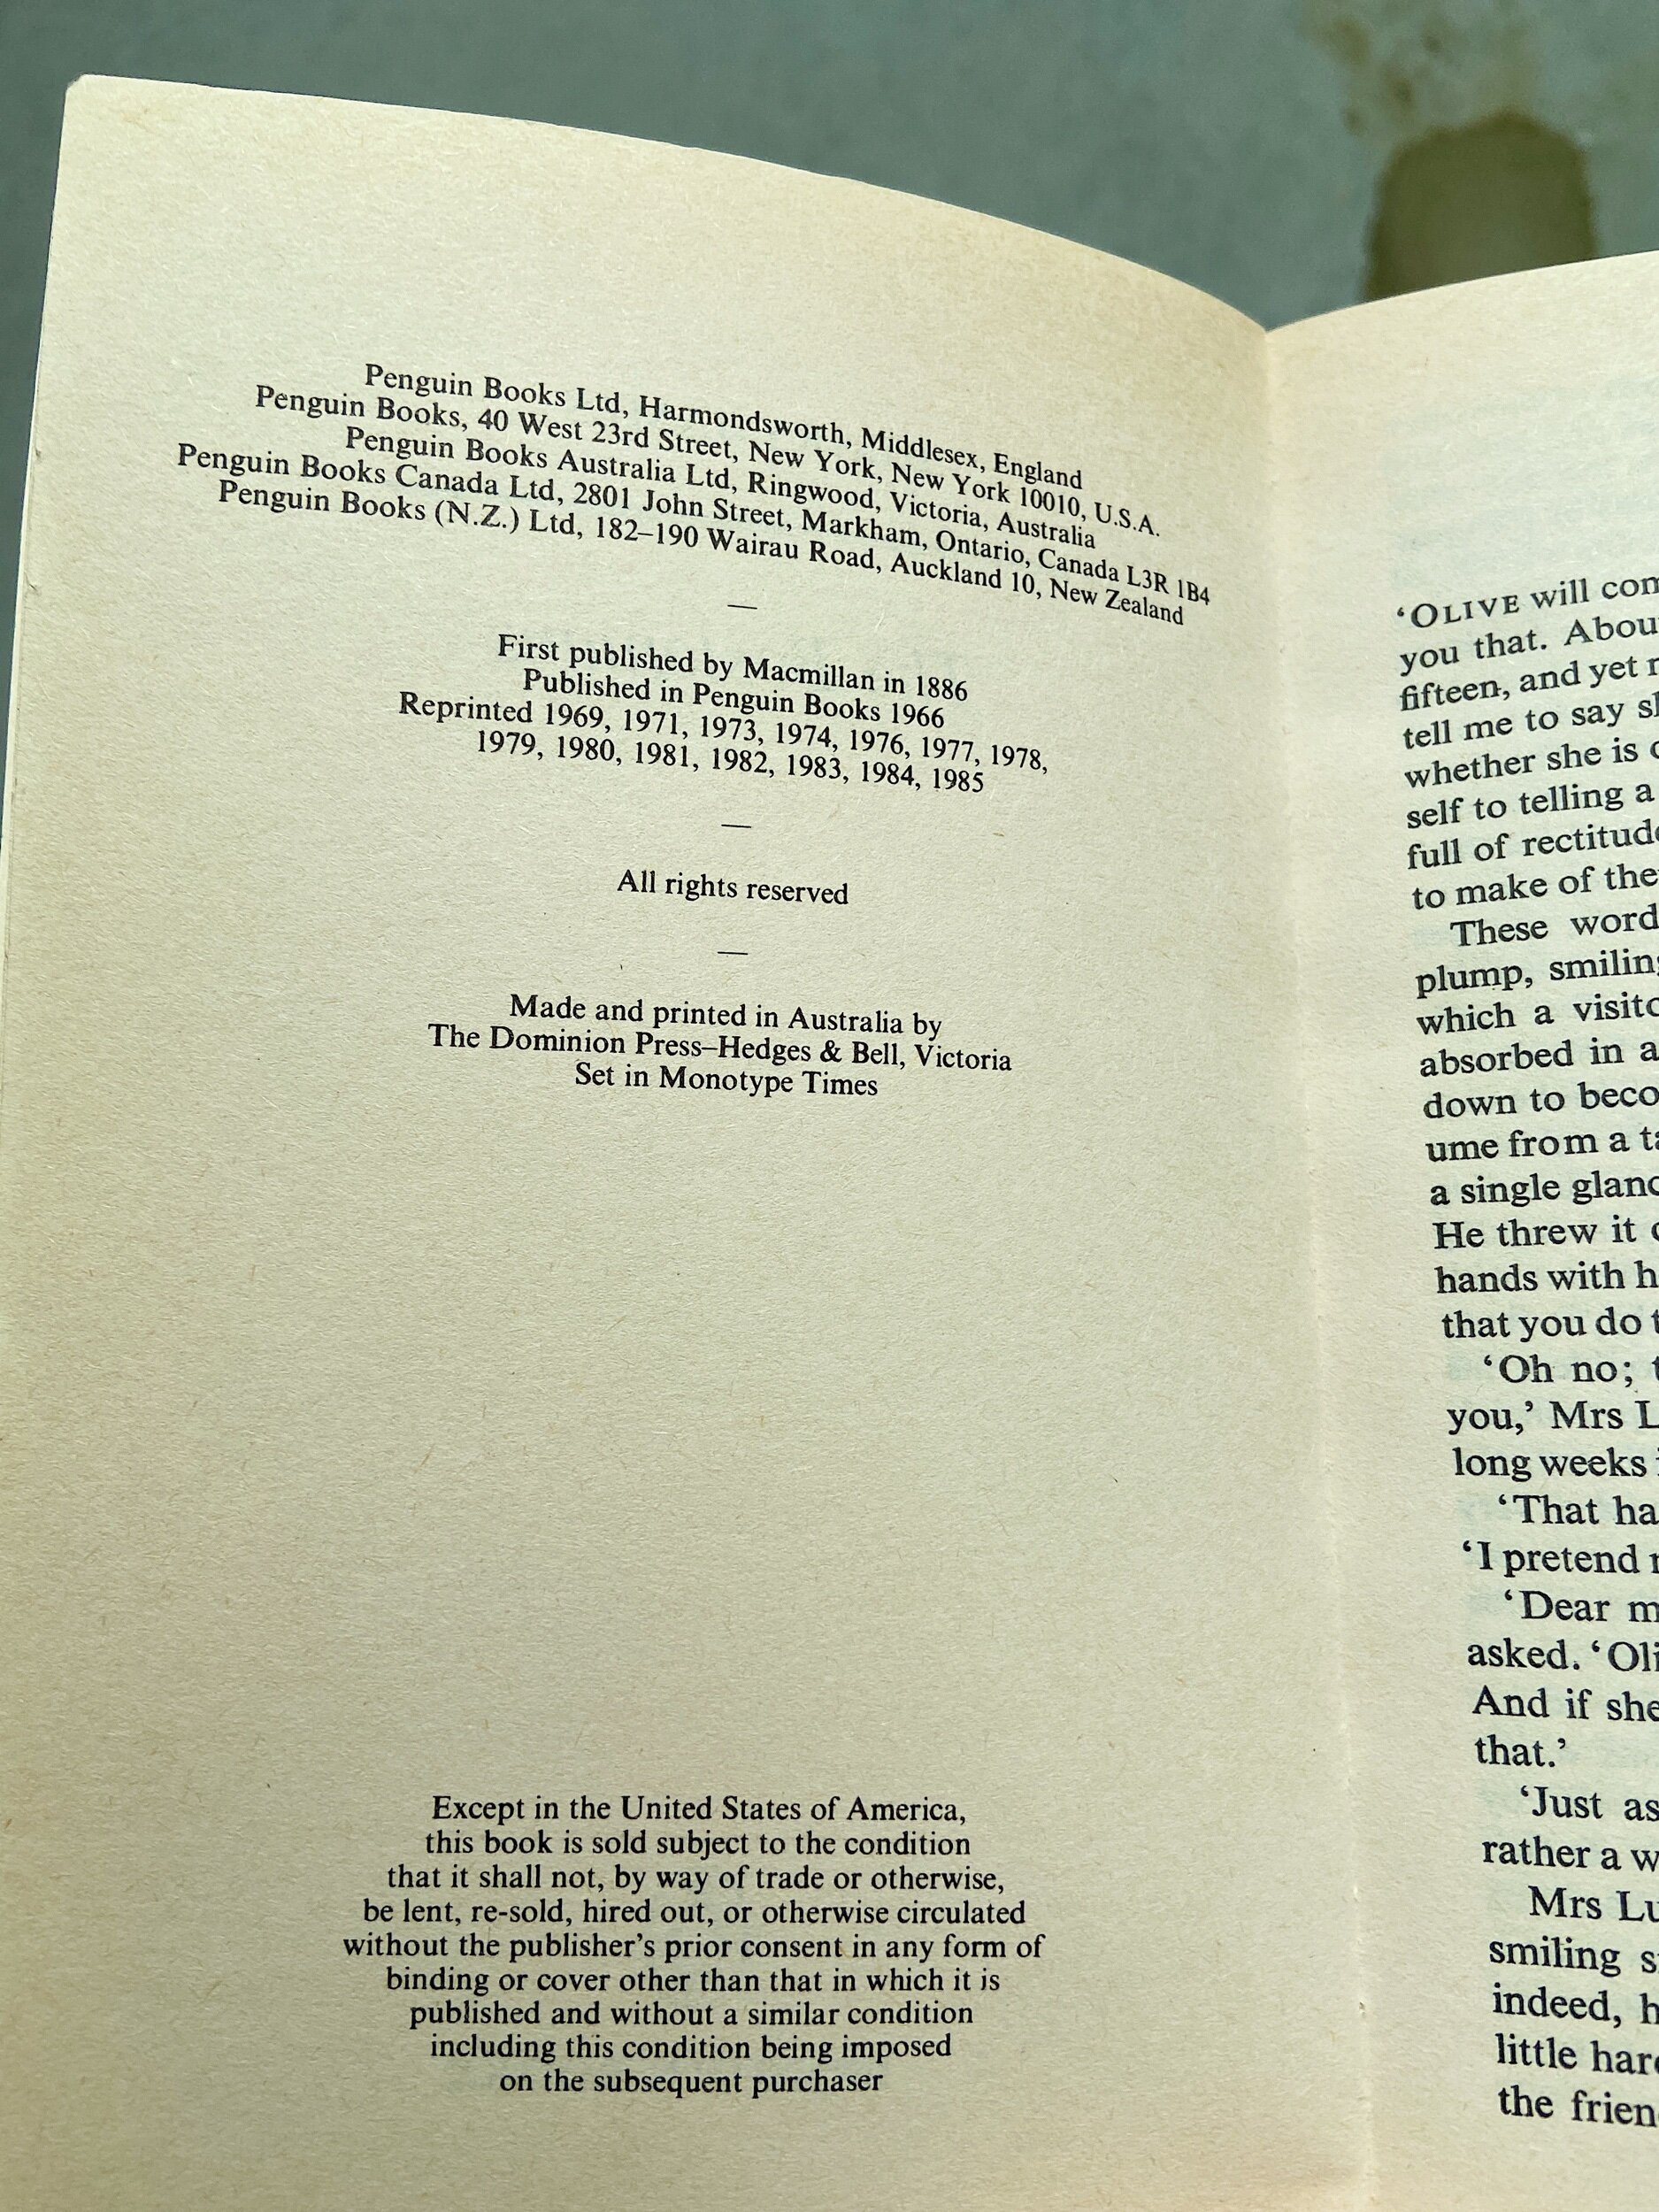 Penguin Books Ltd, Harmondsworth, Middlesex, England
Penguin Books, 40 West 23rd Street, New York, New York 10010, U.S.A.
Penguin Books Australia Ltd, Ringwood, Victoria, Australia
Penguin Books Canada Ltd, 2801 John Street, Markham, Ontario, Canada L3R 1B4
Penguin Books (N.Z.) Ltd, 182–190 Wairau Road, Auckland 10, New Zealand
—
First published by Macmillan in 1886
Published in Penguin Books 1966
Reprinted 1969, 1971, 1973, 1974, 1976, 1977, 1978,
1979, 1980, 1981, 1982, 1983, 1984, 1985
—
All rights reserved
—
Made and printed in Australia by
The Dominion Press–Hedges & Bell, Victoria
Set in Monotype Times
Except in the United States of America,
this book is sold subject to the condition
that it shall not, by way of trade or otherwise,
be lent, re-sold, hired out, or otherwise circulated
without the publisher's prior consent in any form of
binding or cover other than that in which it is
published and without a similar condition
including this condition being imposed
on the subsequent purchaser
‘OLIVE will
you that.
fifteen, and yet
tell me to say
whether she is
self to telling a
full of
to make of
These
plump,
which a
absorbed in
down to
ume from a
a single
He threw it
hands with
that you do
‘Oh no;
you,’ Mrs
long weeks
‘That
‘I pretend
‘Dear
asked.
And if
that.’
‘Just as
rather a
Mrs
smiling
indeed,
little
the